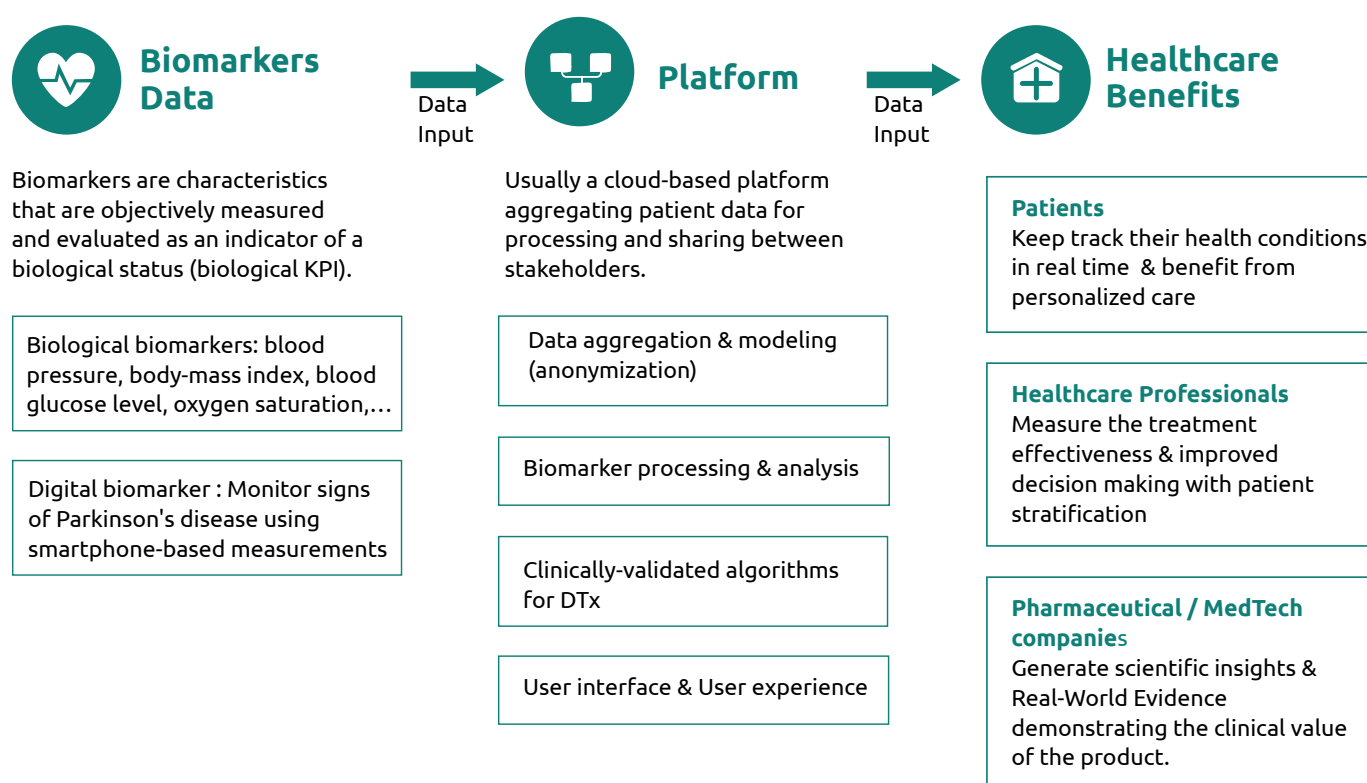 Biomarkers
Data
Data
Input
Platform
Data
Input
Healthcare
Benefits
Biomarkers are characteristics
that are objectively measured
and evaluated as an indicator of a
biological status (biological KPI).
Biological biomarkers: blood
pressure, body-mass index, blood
glucose level, oxygen saturation,…
Digital biomarker : Monitor signs
of Parkinson's disease using
smartphone-based measurements
Usually a cloud-based platform
aggregating patient data for
processing and sharing between
stakeholders.
Data aggregation & modeling
(anonymization)
Biomarker processing & analysis
Clinically-validated algorithms
for DTx
User interface & User experience
Patients
Keep track their health conditions
in real time & benefit from
personalized care
Healthcare Professionals
Measure the treatment
effectiveness & improved
decision making with patient
stratification
Pharmaceutical / MedTech
companies
Generate scientific insights &
Real-World Evidence
demonstrating the clinical value
of the product.